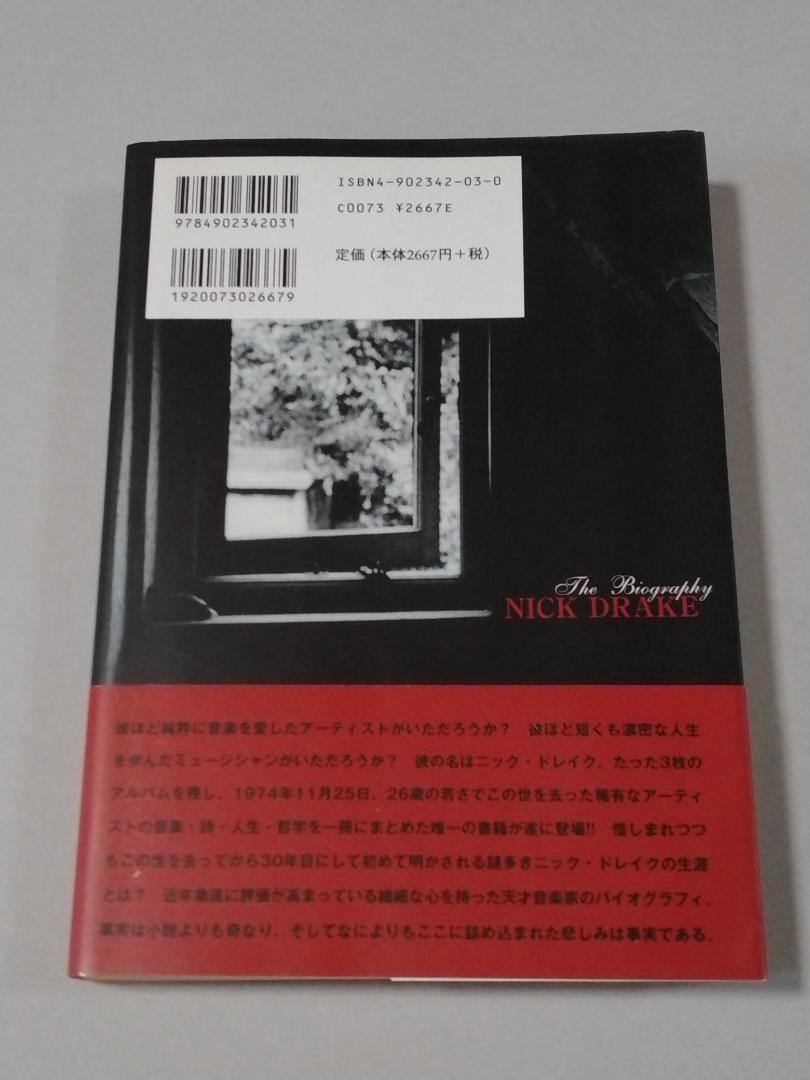 ISBN4-902342-03-0
9784902342031
C0073 ¥2667E
定価(本体2667円+税)
1920073026679
The Biography
NICK DRAKE
彼ほど純粋に音楽を愛したアーティストがいただろうか? 彼ほど短くも濃密な人生
を歩んだミュージシャンがいただろうか? 彼の名はニック・ドレイク。たった3枚の
アルバムを残し、1974年11月25日、26歳の若さでこの世を去った稀有なアーティ
ストの音楽・詩・人生・哲学を一冊にまとめた唯一の書籍が遂に登場!! 惜しまれつつ
もこの世を去ってから30年目にして初めて明かされる謎多きニック・ドレイクの生涯
とは? 近年急速に評価が高まっている繊細な心を持った天才音楽家のバイオグラフィ。
事実は小説よりも奇なり、そしてなによりもここに詰め込まれた悲しみは事実である。